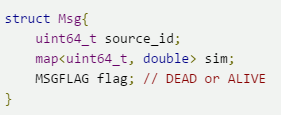 struct Msg{
    uint64_t source_id;
    map<uint64_t, double> sim;
    MSGFLAG flag; // DEAD or ALIVE
}